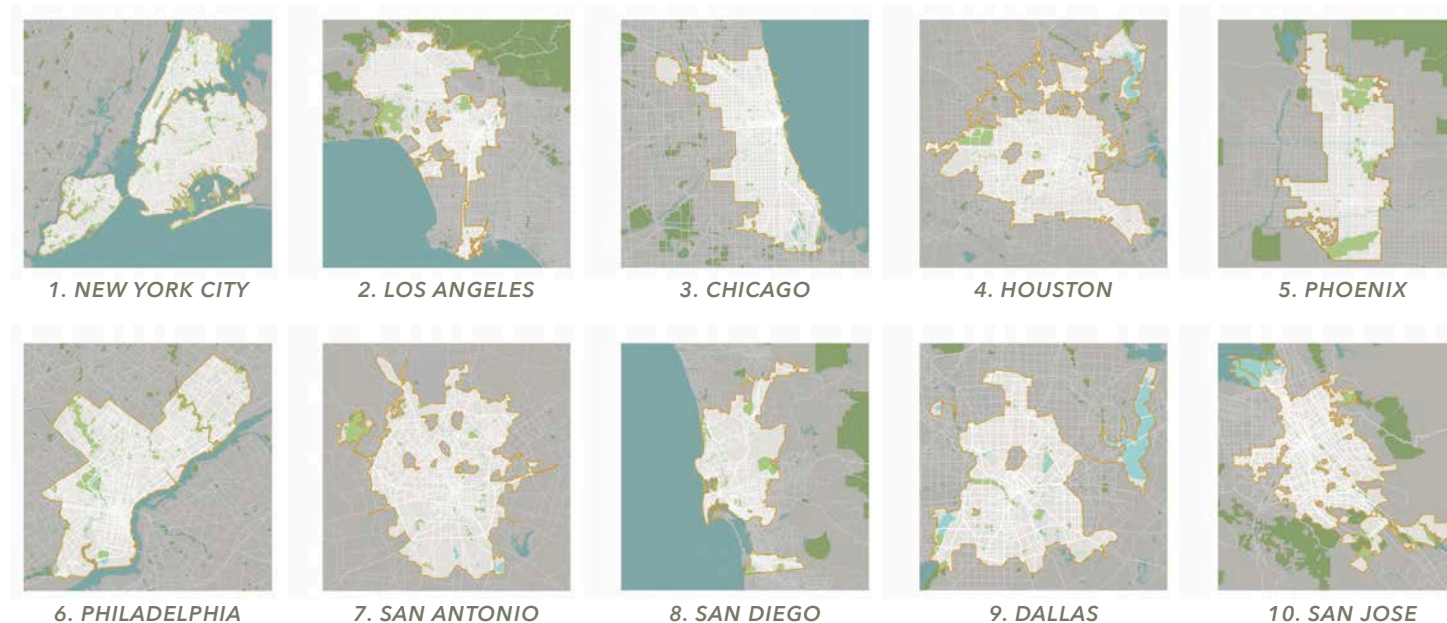 1. NEW YORK CITY
2. LOS ANGELES
3. CHICAGO
4. HOUSTON
5. PHOENIX
6. PHILADELPHIA
7. SAN ANTONIO
8. SAN DIEGO
9. DALLAS
10. SAN JOSE